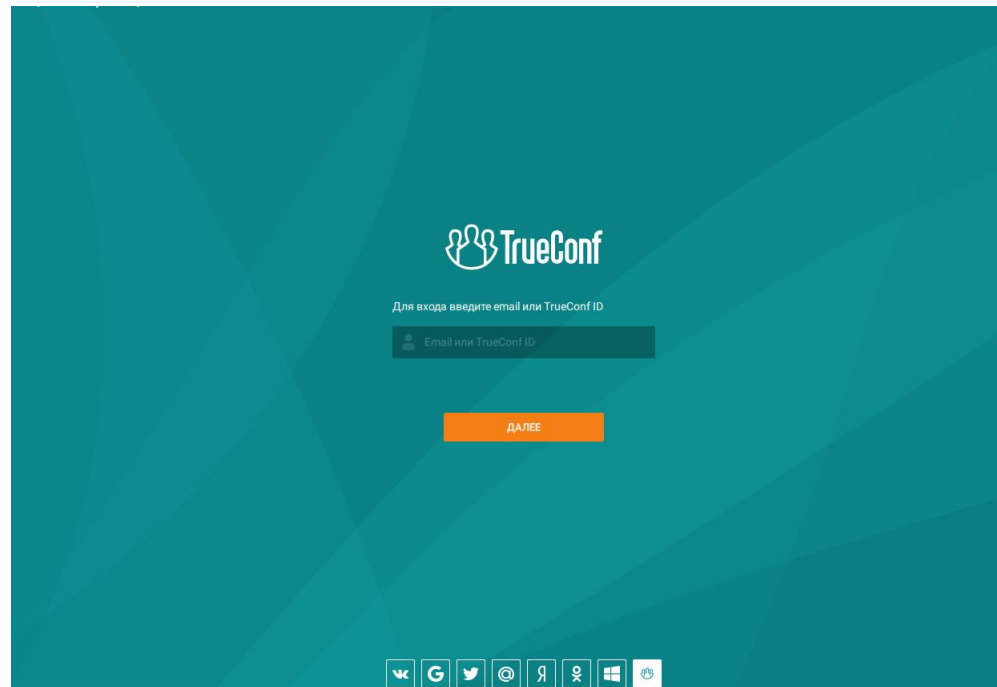 TrueConf
Для входа введите email или TrueConf ID
Email или TrueConf ID
ДАЛЕЕ